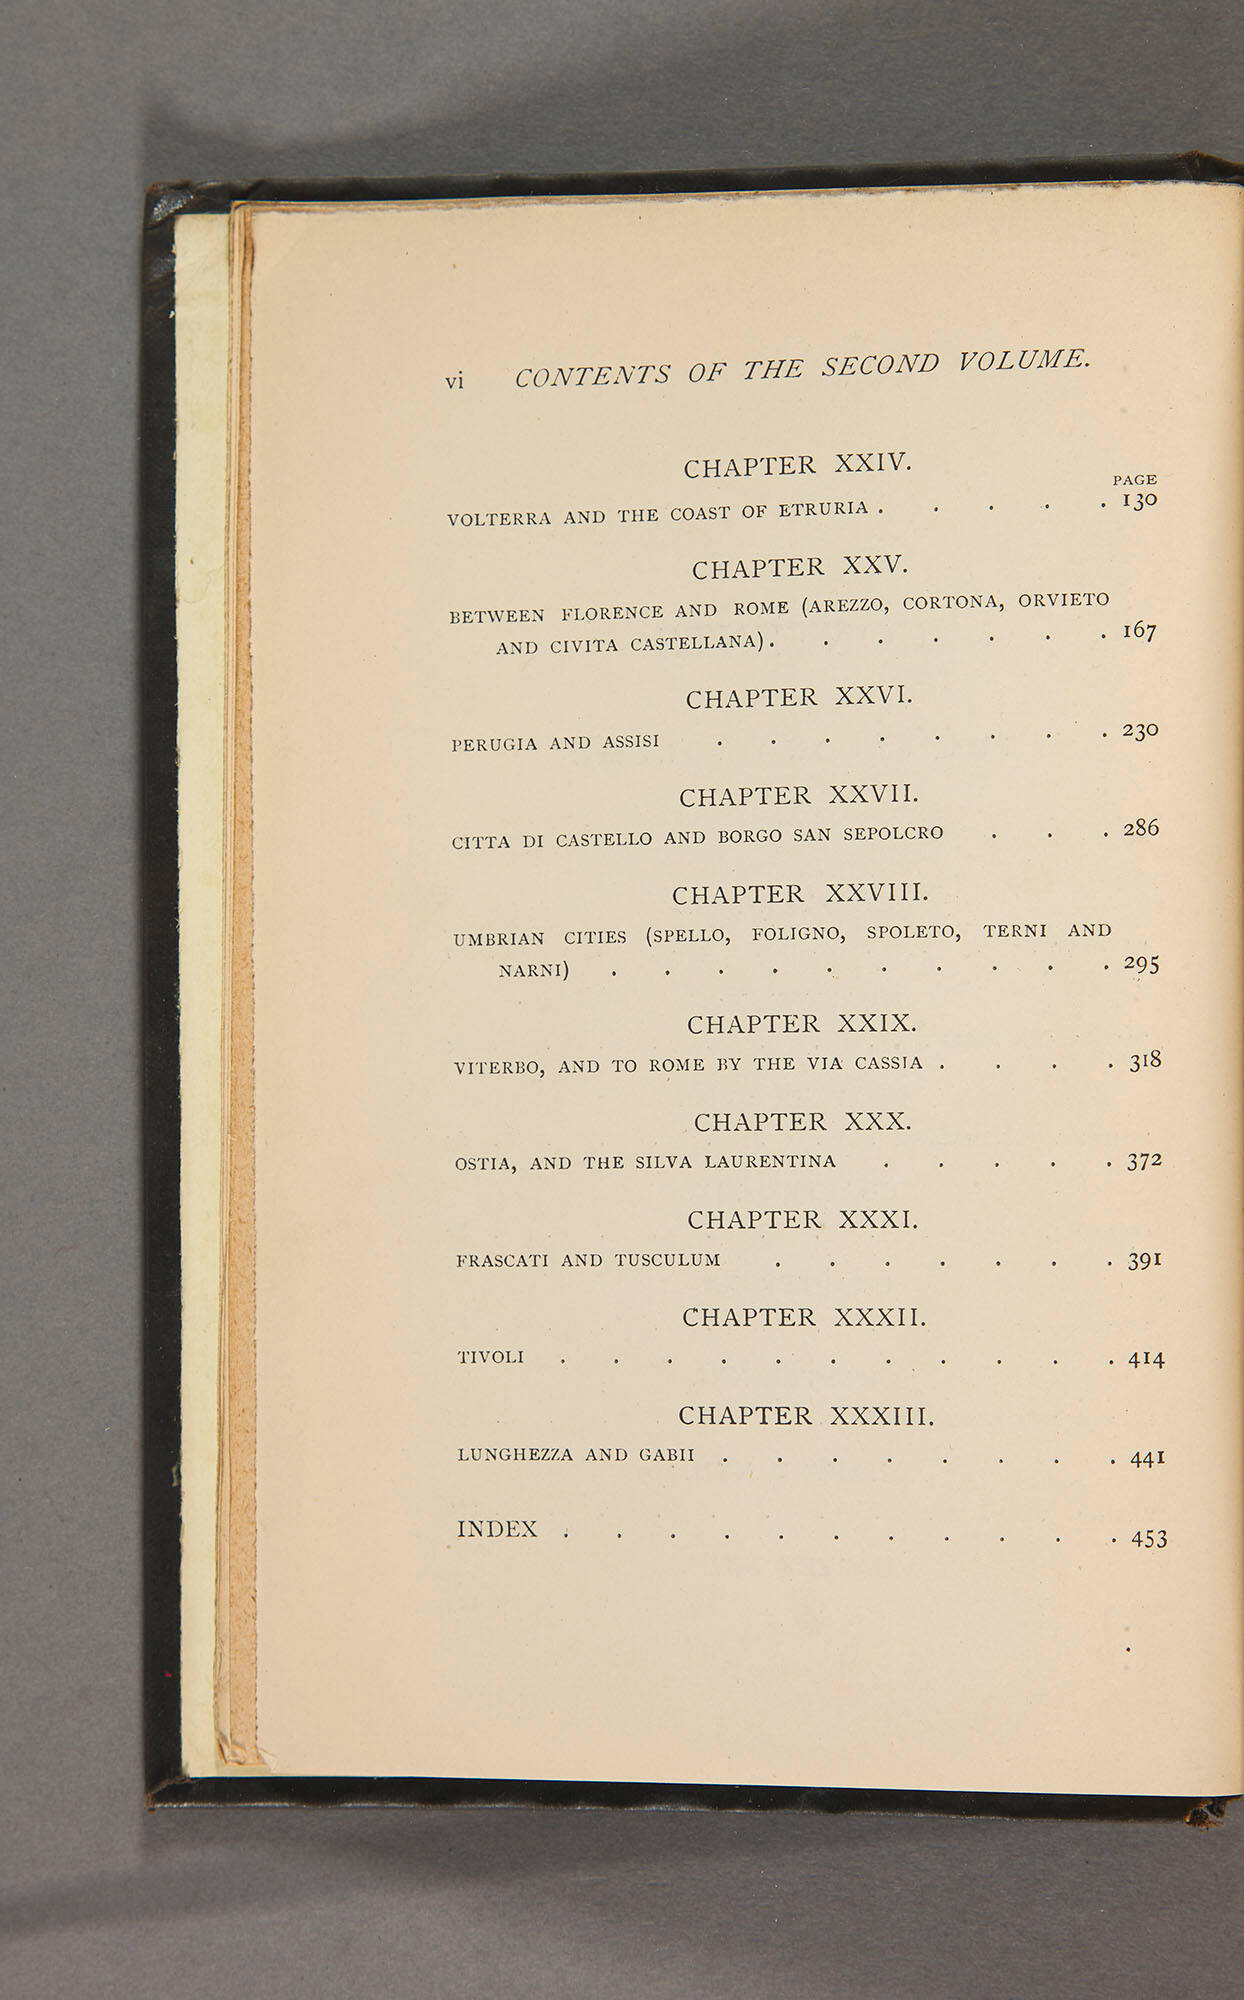 vi CONTENTS OF THE SECOND VOLUME.
CHAPTER XXIV.
PAGE
VOLTERRA AND THE COAST OF ETRURIA . . . . . 130
CHAPTER XXV.
BETWEEN FLORENCE AND ROME (AREZZO, CORTONA, ORVIETO
AND CIVITA CASTELLANA) . . . . . . . 167
CHAPTER XXVI.
PERUGIA AND ASSISI . . . . . . . . 230
CHAPTER XXVII.
CITTA DI CASTELLO AND BORGO SAN SEPOLCRO . . . 286
CHAPTER XXVIII.
UMBRIAN CITIES (SPELLO, FOLIGNO, SPOLETO, TERNI AND
NARNI) . . . . . . . . . . 295
CHAPTER XXIX.
VITERBO, AND TO ROME BY THE VIA CASSIA . . . . 318
CHAPTER XXX.
OSTIA, AND THE SILVA LAURENTINA . . . . . 372
CHAPTER XXXI.
FRASCATI AND TUSCULUM . . . . . . . 391
CHAPTER XXXII.
TIVOLI . . . . . . . . . . . 414
CHAPTER XXXIII.
LUNGHEZZA AND GABII . . . . . . . . 441
INDEX . . . . . . . . . . . 453